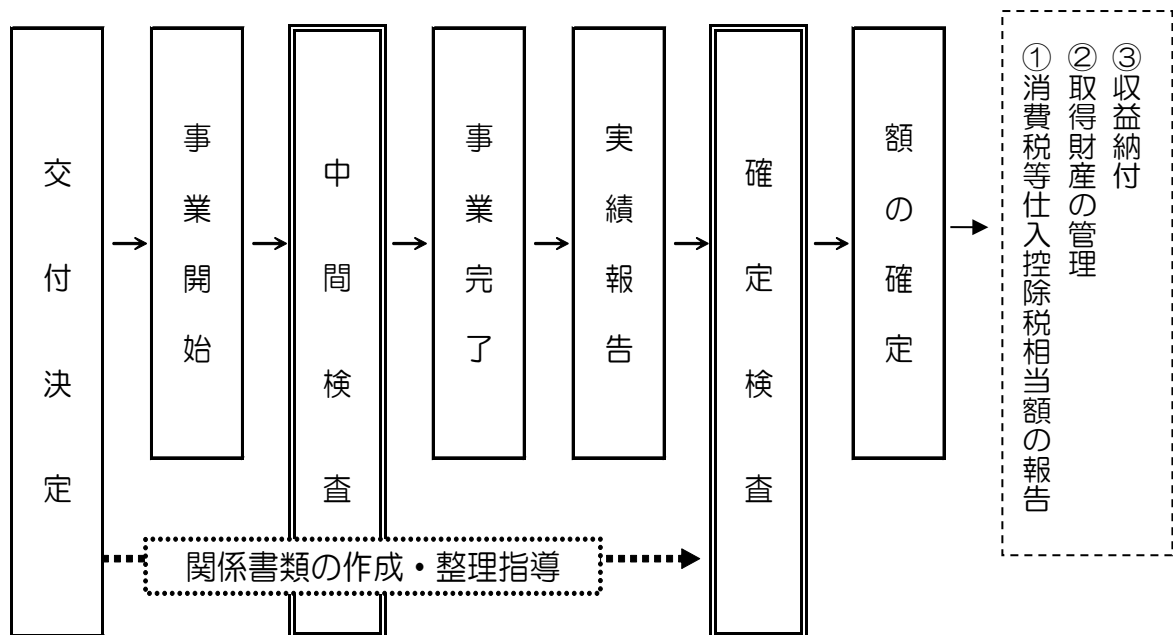 交付決定
事業開始
中間検査
事業完了
実績報告
確定検査
額の確定
①消費税等仕入控除税相当額の報告
②取得財産の管理
③収益納付
関係書類の作成・整理指導